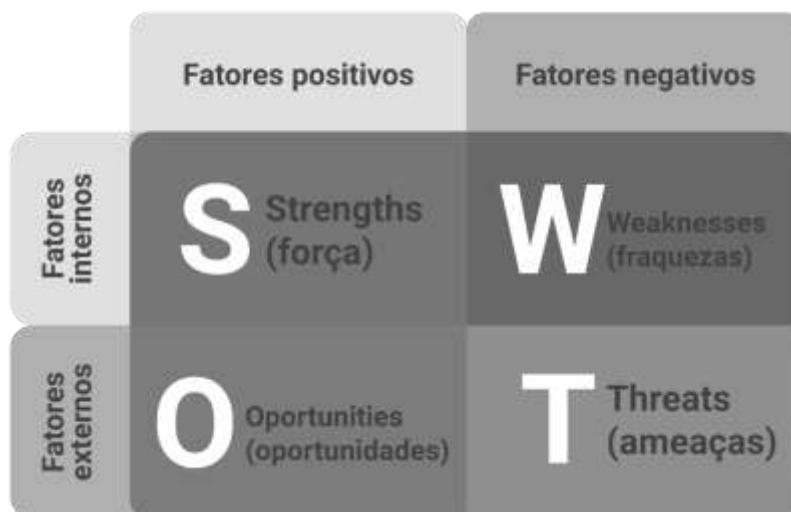 Fatores positivos
Fatores negativos
Fatores
internos
S
Strengths
(força)
W
Weaknesses
(fraquezas)
Fatores
externos
O
Oportunities
(oportunidades)
T
Threats
(ameaças)